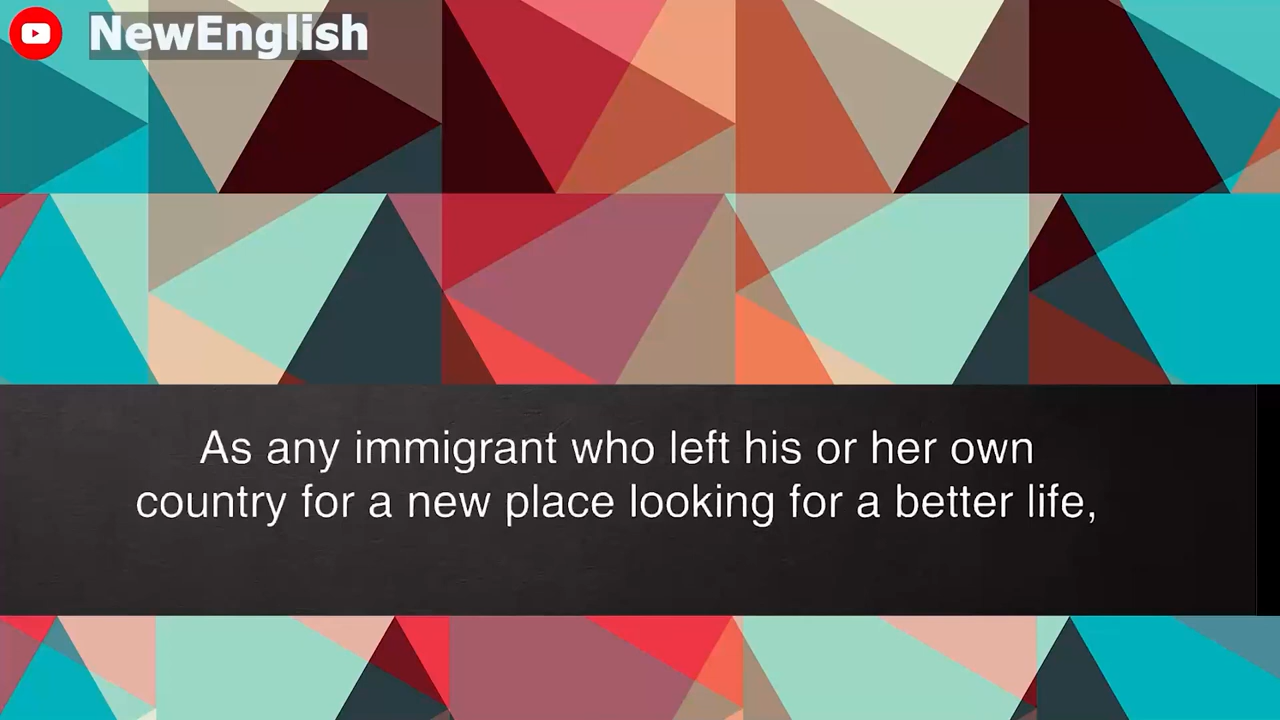 NewEnglish
As any immigrant who left his or her own
country for a new place looking for a better life,